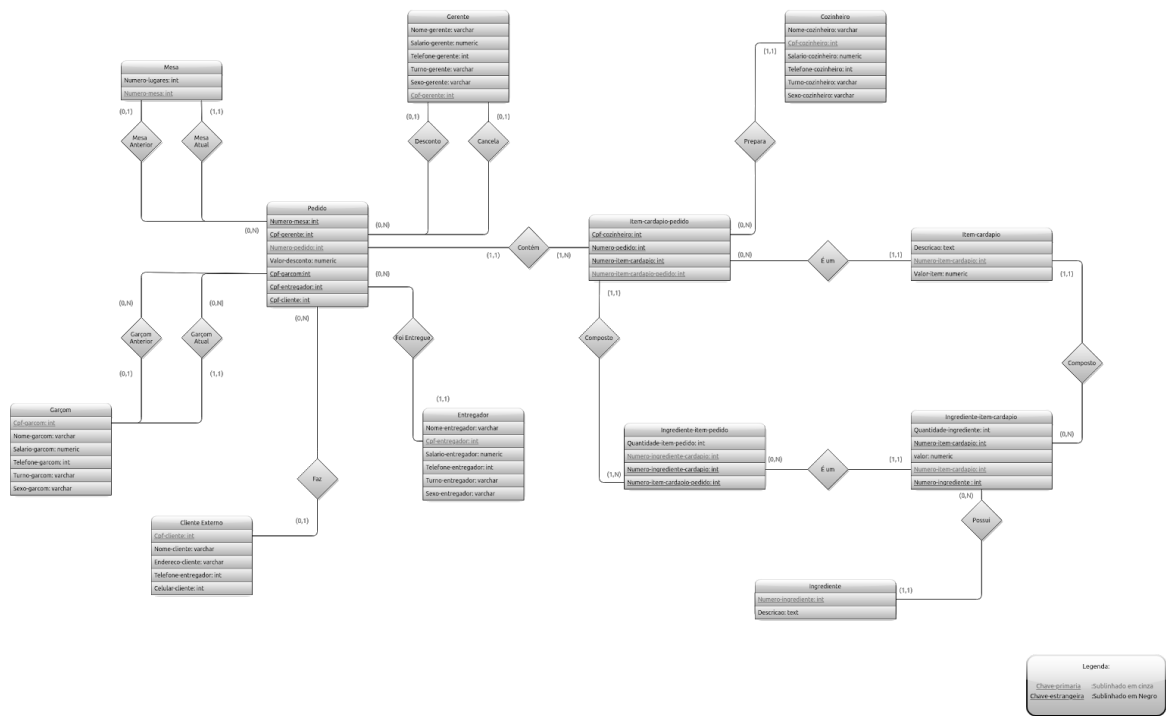 Gerente
Nome-gerente: varchar
Salario-gerente: numeric
Telefone-gerente: int
Turno-gerente: varchar
Sexo-gerente: varchar
Cpf-gerente: int
Cozinheiro
Nome-cozinheiro: varchar
Cpf-cozinheiro: int
Salario-cozinheiro: numeric
Telefone-cozinheiro: int
Turno-cozinheiro: varchar
Sexo-cozinheiro: varchar
(1,1)
Mesa
Numero-lugares: int
Numero-mesa: int
(0,1)
(1,1)
(0,1)
(0,1)
Mesa
Anterior
Mesa
Atual
Desconto
Cancela
Prepara
Pedido
Numero-mesa: int
Cpf-gerente: int
Numero-pedido: int
Valor-desconto: numeric
Cpf-garcom:int
Cpf-entregador: int
Cpf-cliente: int
(0,N)
(0,N)
(1,1)
Contém
(1,N)
Item-cardapio-pedido
Cpf-cozinheiro: int
Numero-pedido: int
Numero-item-cardapio: int
Numero-item-cardapio-pedido: int
(0,N)
(0,N)
É um
(1,1)
Item-cardapio
Descricao: text
Numero-item-cardapio: int
Valor-item: numeric
(1,1)
(0,N)
(0,N)
(0,N)
(0,N)
(1,1)
Garçom
Anterior
Garçom
Atual
Foi Entregue
Composto
Composto
(0,1)
(1,1)
(1,1)
Garçom
Cpf-garcom: int
Nome-garcom: varchar
Salario-garcom: numeric
Telefone-garcom: int
Turno-garcom: varchar
Sexo-garcom: varchar
Entregador
Nome-entregador: varchar
Cpf-entregador: int
Salario-entregador: numeric
Telefone-entregador: int
Turno-entregador: varchar
Sexo-entregador: varchar
Ingrediente-item-pedido
Quantidade-item-pedido: int
Numero-ingrediente-cardapio: int
Numero-ingrediente-cardapio: int
Numero-item-cardapio-pedido: int
(1,N)
(0,N)
É um
(1,1)
Ingrediente-item-cardapio
Quantidade-ingrediente: int
Numero-item-cardapio: int
valor: numeric
Numero-item-cardapio: int
Numero-ingrediente : int
(0,N)
(0,N)
Possui
Faz
(0,1)
Cliente Externo
Cpf-cliente: int
Nome-cliente: varchar
Endereco-cliente: varchar
Telefone-entregador: int
Celular-cliente: int
Ingrediente
Numero-ingrediente: int
Descricao: text
(1,1)
Legenda:
Chave-primaria :Sublinhado em cinza
Chave-estrangeira :Sublinhado em Negro